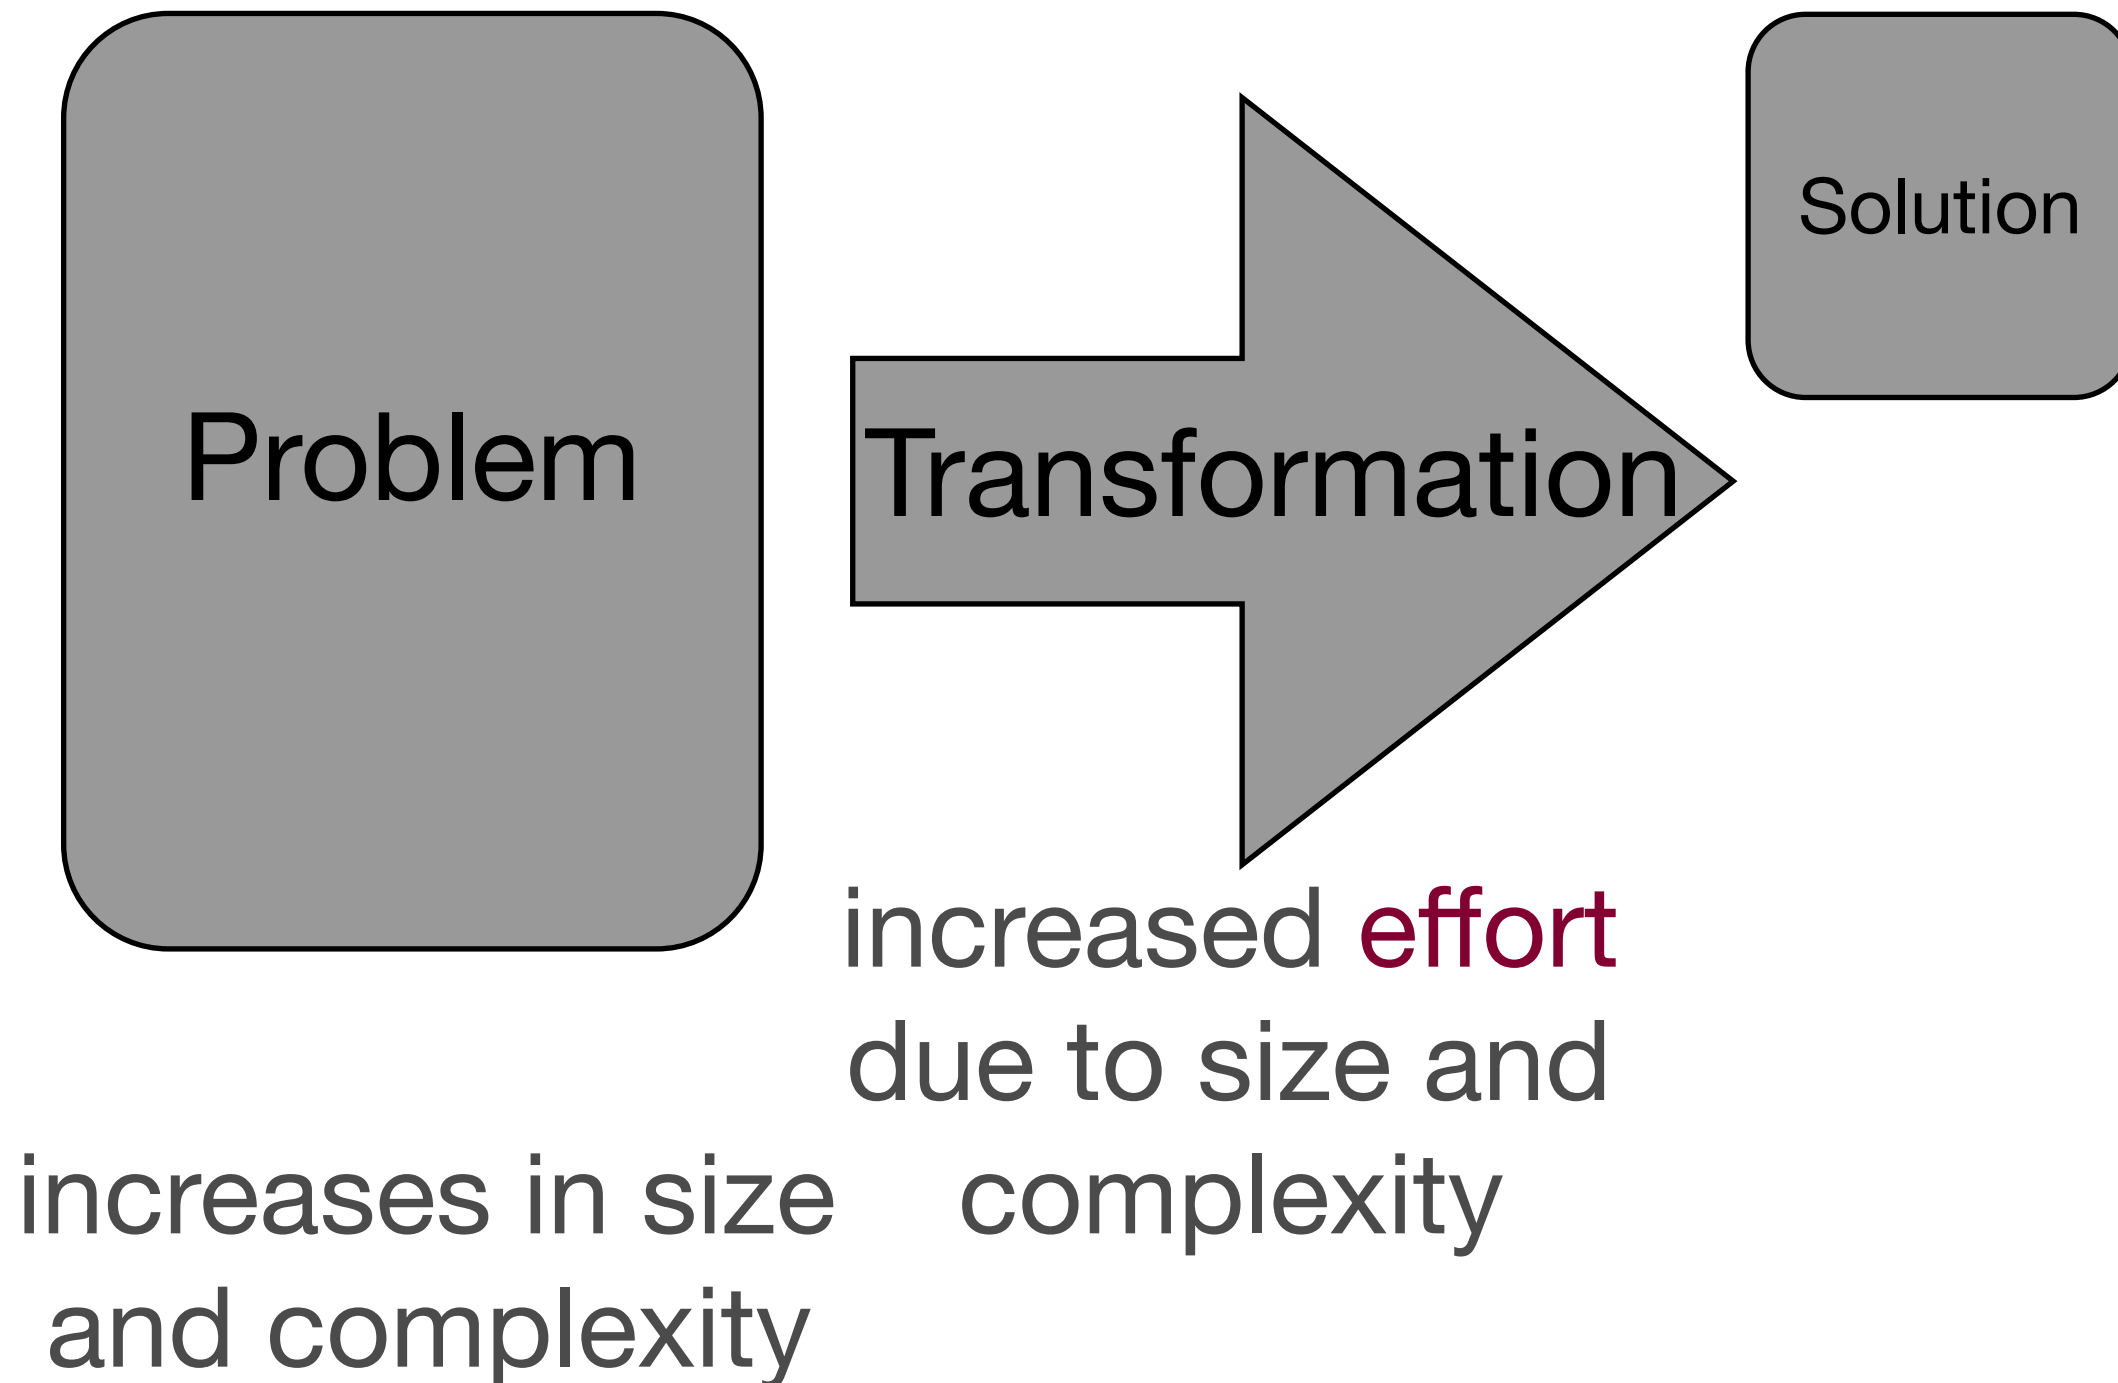 Problem
Transformation
Solution
increased effort
due to size and
complexity
increases in size
and complexity